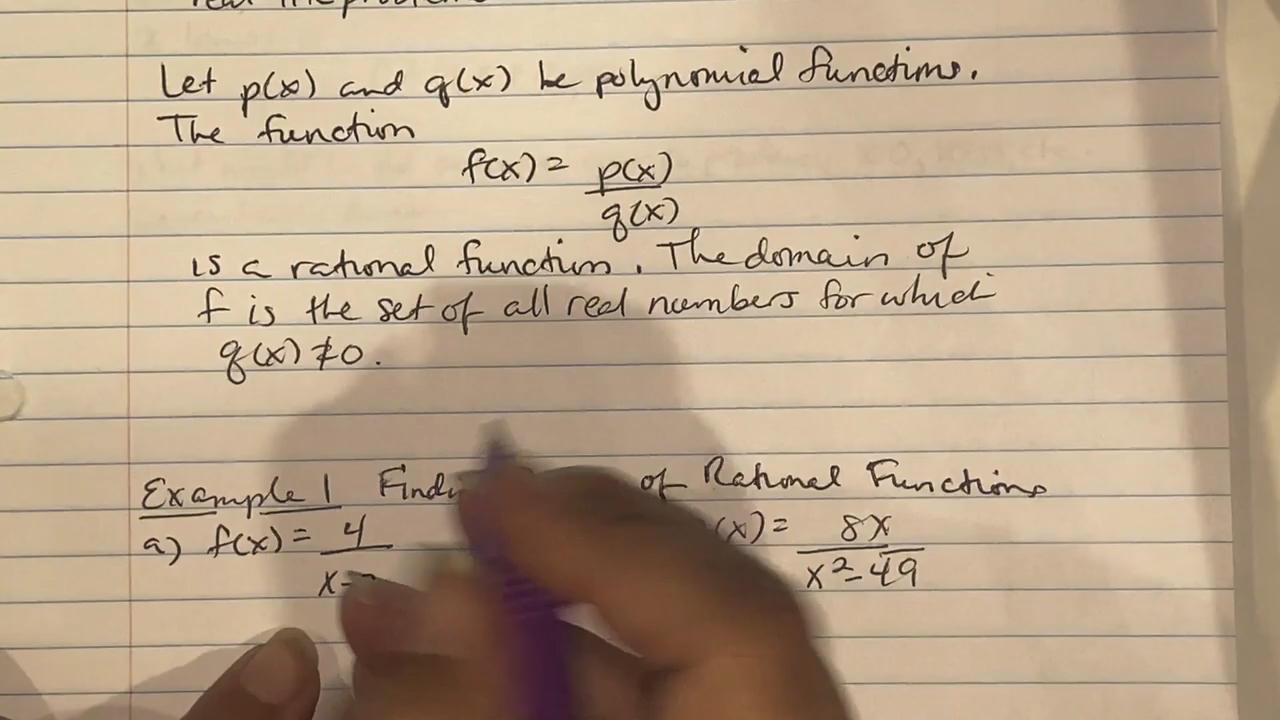 Let p(x) and q(x) be polynomial functions.
The function
f(x) = p(x)
q(x)
is a rational function. The domain of
f is the set of all real numbers for which
q(x) ≠ 0.
Example 1 of Rational Functions
a) f(x) = 4 (x) = 8x
x- x²-49